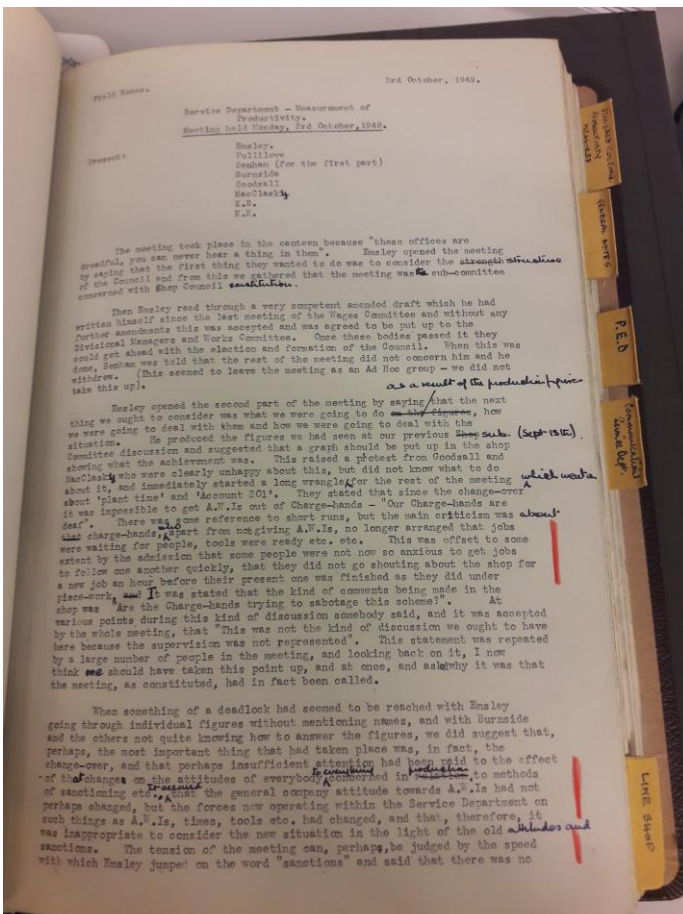 Field Notes.
3rd October, 1949.
Service Department - Measurement of
Productivity.
Meeting held Monday, 3rd October, 1949.
Present:
Emsley.
Pullilove
Benham (for the first part)
Burnside
Goodsall
MacClasky
K.B.
K.R.
The meeting took place in the canteen because "these offices are
dreadful, you can never hear a thing in them". Emsley opened the meeting
by saying that the first thing they wanted to do was to consider the strength structure
of the Council and from this we gathered that the meeting was the sub-committee
concerned with Shop Council constitution.
Then Emsley read through a very competent amended draft which he had
written himself since the last meeting of the Wages Committee and without any
further amendments this was accepted and was agreed to be put up to the
Divisional Managers and Works Committee. Once these bodies passed it they
could get ahead with the election and formation of the Council. When this was
done, Benham was told that the rest of the meeting did not concern him and he
withdrew. (This seemed to leave the meeting as an Ad Hoc group - we did not
take this up).
as a result of the production figures
Emsley opened the second part of the meeting by saying that the next
thing we ought to consider was what we were going to do on the figures, how
we were going to deal with them and how we were going to deal with the
situation. He produced the figures we had seen at our previous Shop sub. (Sept 13th).
Committee discussion and suggested that a graph should be put up in the shop
showing what the achievement was. This raised a protest from Goodsall and
MacClasky who were clearly unhappy about this, but did not know what to do
about it, and immediately started a long wrangle, for the rest of the meeting which went
about 'plant time' and 'Account 201'. They stated that since the change-over
it was impossible to get A.W.Is out of Charge-hands - "Our Charge-hands are
deaf". There was some reference to short runs, but the main criticism was about
that charge-hands, who apart from not giving A.W.Is, no longer arranged that jobs
were waiting for people, tools were ready etc. etc. This was offset to some
extent by the admission that some people were not now so anxious to get jobs
to follow one another quickly, that they did not go shouting about the shop for
a new job an hour before their present one was finished as they did under
piece-work, and It was stated that the kind of comments being made in the
shop was "Are the Charge-hands trying to sabotage this scheme?". At
various points during this kind of discussion somebody said, and it was accepted
by the whole meeting, that "This was not the kind of discussion we ought to have
here because the supervision was not represented". This statement was repeated
by a large number of people in the meeting, and looking back on it, I now
think we should have taken this point up, and at once, and ask why it was that
the meeting, as constituted, had in fact been called.
When something of a deadlock had seemed to be reached with Emsley
going through individual figures without mentioning names, and with Burnside
and the others not quite knowing how to answer the figures, we did suggest that,
perhaps, the most important thing that had taken place was, in fact, the
change-over, and that perhaps insufficient attention had been paid to the effect
of that change on the attitudes of everybody to everything concerned in production relation, to methods
of sanctioning etc. It seemed that the general company attitude towards A.W.Is had not
perhaps changed, but the forces now operating within the Service Department on
such things as A.W.Is, times, tools etc. had changed, and that, therefore, it
was inappropriate to consider the new situation in the light of the old attitudes and
sanctions. The tension of the meeting can, perhaps, be judged by the speed
with which Emsley jumped on the word "sanctions" and said that there was no
GENERAL NOTES
P.E.D
Communication
Service Dept.
LINE SHOP